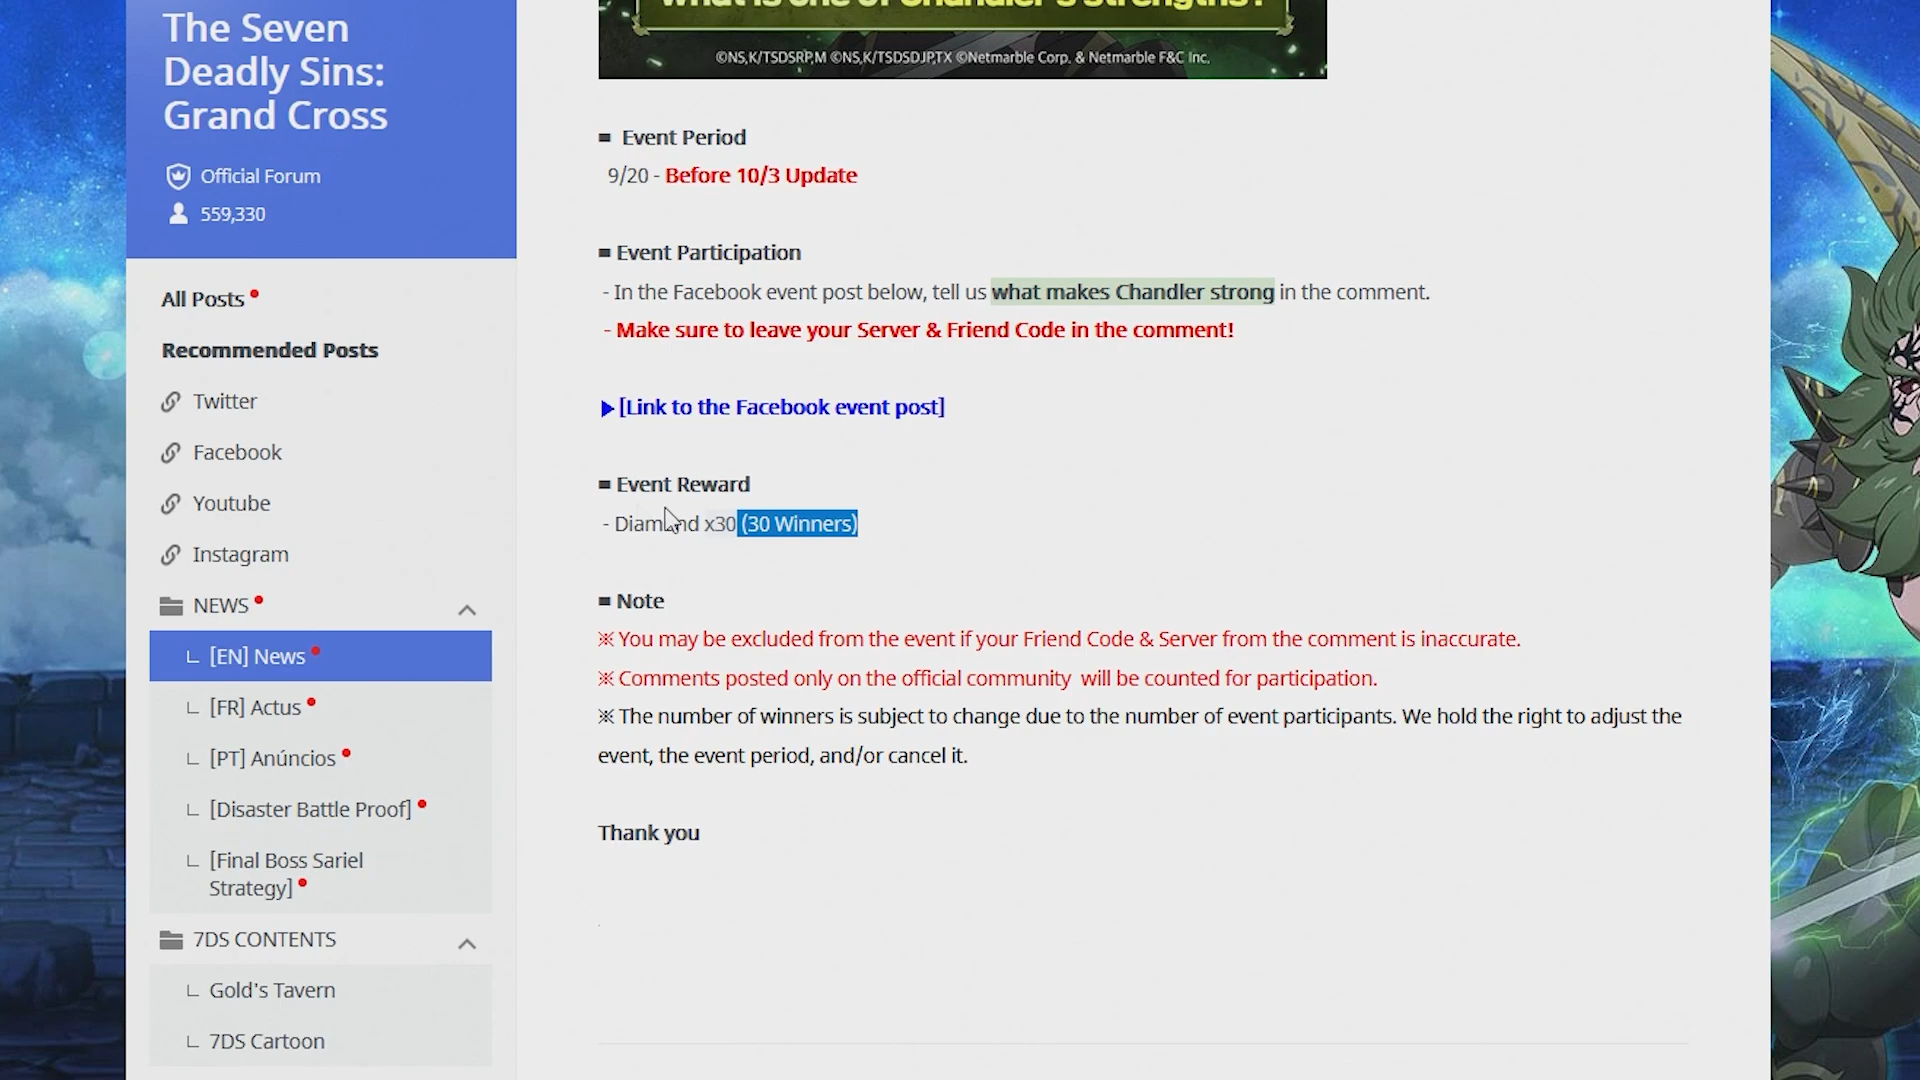 The Seven
Deadly Sins:
Grand Cross
Official Forum
559,330
All Posts
Recommended Posts
Twitter
Facebook
Youtube
Instagram
NEWS
[EN] News
[FR] Actus
[PT] Anúncios
[Disaster Battle Proof]
[Final Boss Sariel
Strategy]
7DS CONTENTS
Gold's Tavern
7DS Cartoon
what is one of Chandler's strengths?
©NS,K/TSDSRP,M ©NS,K/TSDSDJP,TX ©Netmarble Corp. & Netmarble F&C Inc.
〓 Event Period
9/20 - Before 10/3 Update
〓 Event Participation
- In the Facebook event post below, tell us what makes Chandler strong in the comment.
- Make sure to leave your Server & Friend Code in the comment!
▶[Link to the Facebook event post]
〓 Event Reward
- Diamond x30 (30 Winners)
〓 Note
※ You may be excluded from the event if your Friend Code & Server from the comment is inaccurate.
※ Comments posted only on the official community will be counted for participation.
※ The number of winners is subject to change due to the number of event participants. We hold the right to adjust the
event, the event period, and/or cancel it.
Thank you